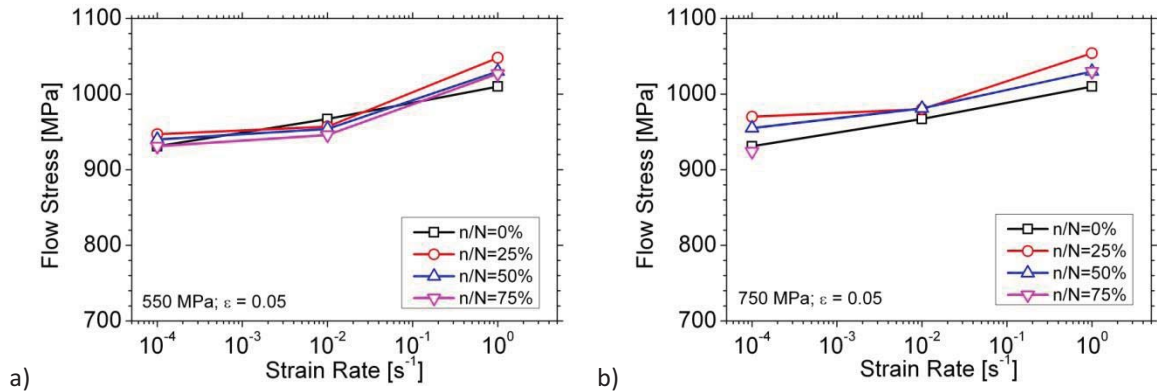 1100
1000
900
800
700
Flow Stress [MPa]
n/N=0%
n/N=25%
n/N=50%
n/N=75%
550 MPa; ε = 0.05
10⁻⁴ 10⁻³ 10⁻² 10⁻¹ 10⁰
Strain Rate [s⁻¹]
a)
1100
1000
900
800
700
Flow Stress [MPa]
n/N=0%
n/N=25%
n/N=50%
n/N=75%
750 MPa; ε = 0.05
10⁻⁴ 10⁻³ 10⁻² 10⁻¹ 10⁰
Strain Rate [s⁻¹]
b)